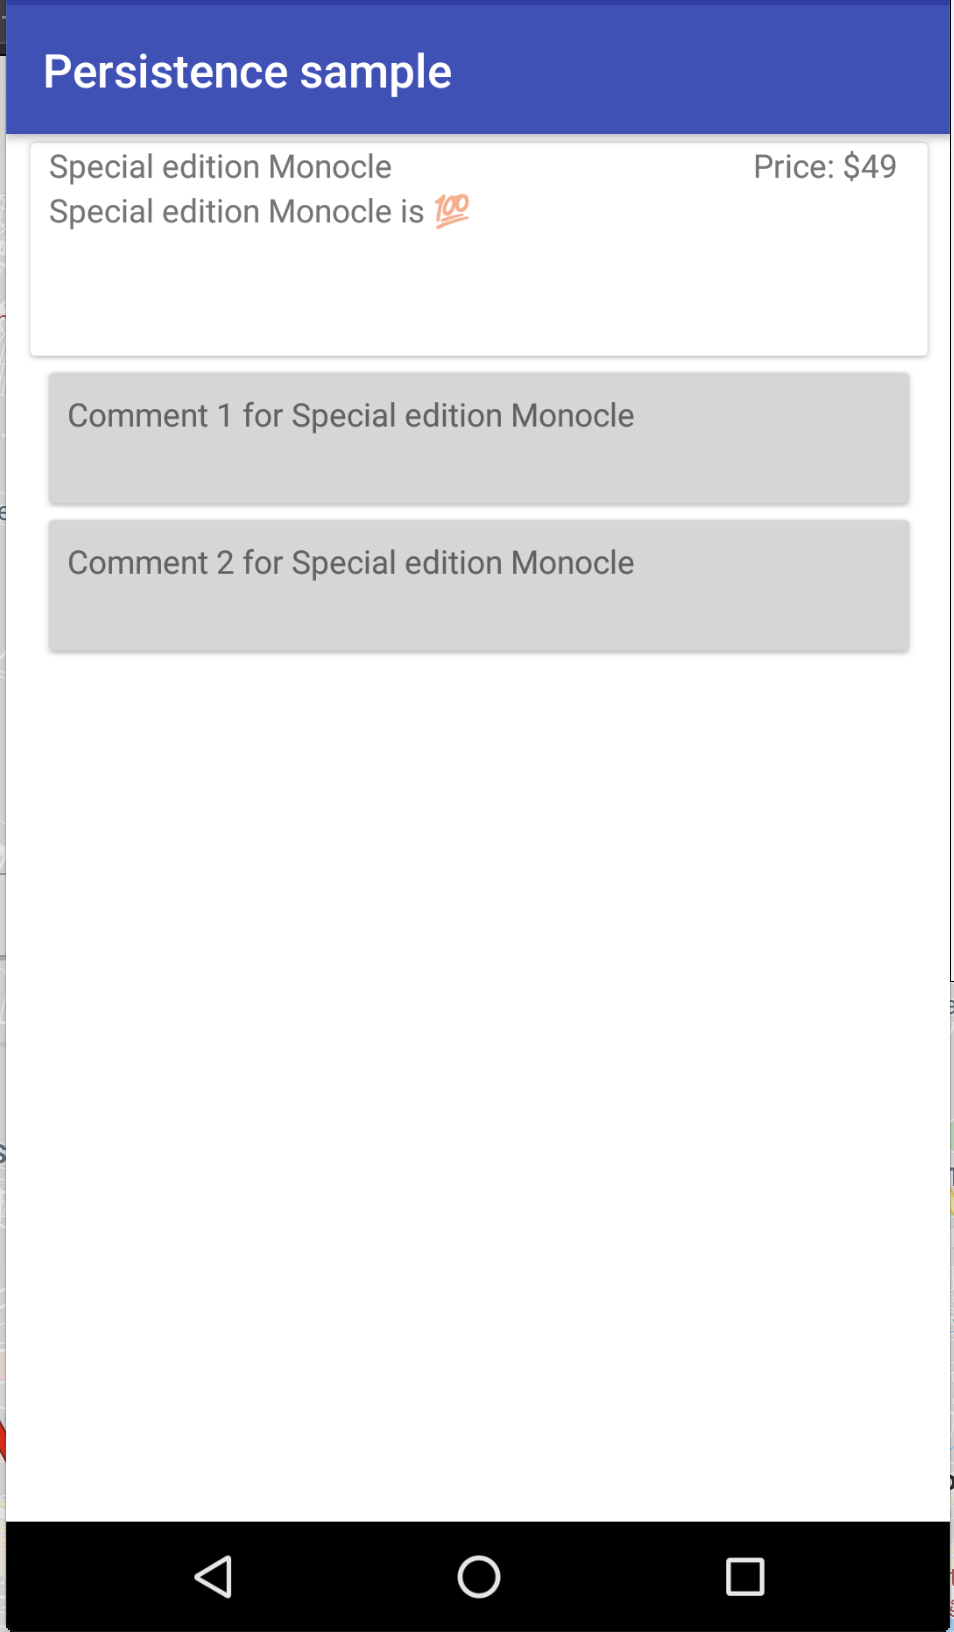 Persistence sample
Special edition Monocle Price: $49
Special edition Monocle is 💯
Comment 1 for Special edition Monocle
Comment 2 for Special edition Monocle